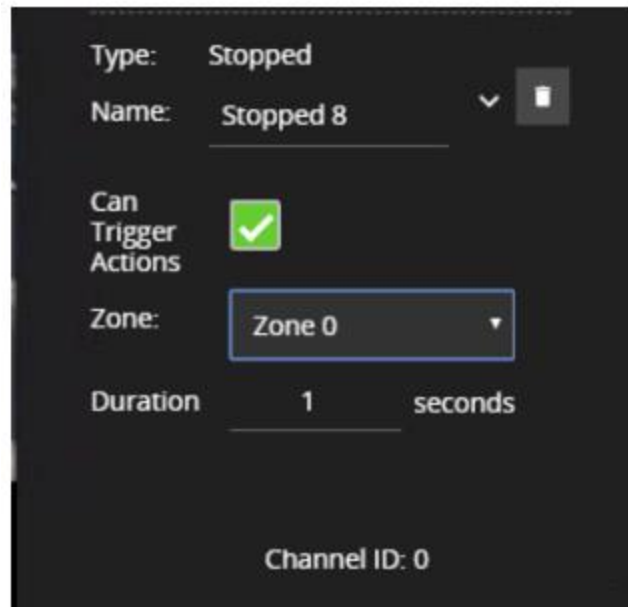 Type: Stopped
Name: Stopped 8
Can
Trigger
Actions
Zone: Zone 0
Duration 1 seconds
Channel ID: 0